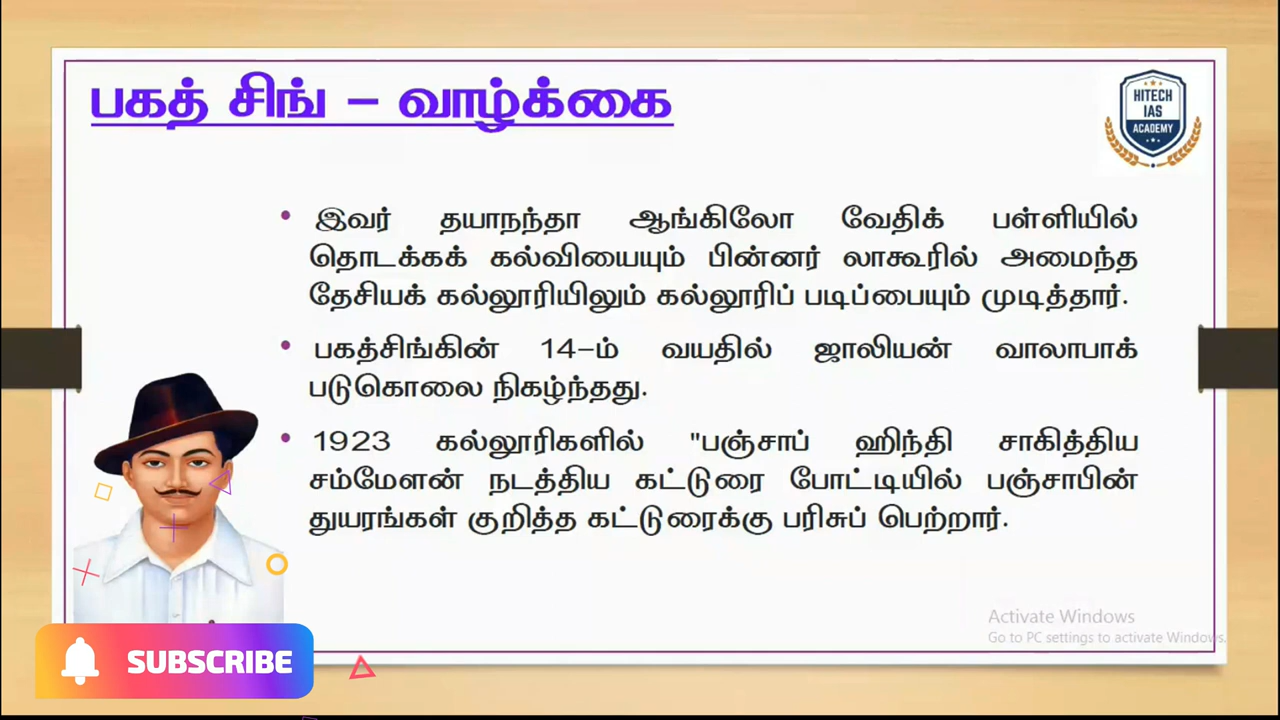 பகத் சிங் – வாழ்க்கை
HITECH
IAS
ACADEMY
• இவர் தயாநந்தா ஆங்கிலோ வேதிக் பள்ளியில்
தொடக்கக் கல்வியையும் பின்னர் லாகூரில் அமைந்த
தேசியக் கல்லூரியிலும் கல்லூரிப் படிப்பையும் முடித்தார்.
• பகத்சிங்கின் 14–ம் வயதில் ஜாலியன் வாலாபாக்
படுகொலை நிகழ்ந்தது.
• 1923 கல்லூரிகளில் "பஞ்சாப் ஹிந்தி சாகித்திய
சம்மேளன் நடத்திய கட்டுரை போட்டியில் பஞ்சாபின்
துயரங்கள் குறித்த கட்டுரைக்கு பரிசுப் பெற்றார்.
Activate Windows
Go to PC settings to activate Windows.
SUBSCRIBE